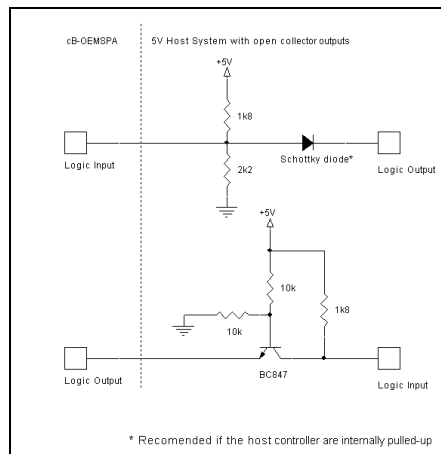 cB-OEMSPA 5V Host System with open collector outputs
+5V
1k8
Logic Input
Schottky diode*
Logic Output
2k2
+5V
10k
10k
1k8
Logic Output
BC847
Logic Input
* Recomended if the host controller are internally pulled-up